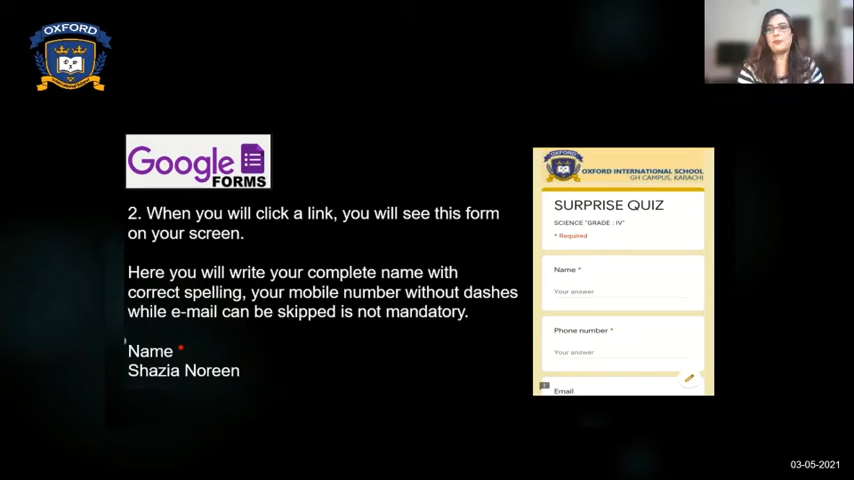 OXFORD
Google
FORMS
2. When you will click a link, you will see this form
on your screen.
Here you will write your complete name with
correct spelling, your mobile number without dashes
while e-mail can be skipped is not mandatory.
Name *
Shazia Noreen
OXFORD INTERNATIONAL SCHOOL
GH CAMPUS, KARACHI
SURPRISE QUIZ
SCIENCE "GRADE : IV"
* Required
Name *
Your answer
Phone number *
Your answer
Email
03-05-2021